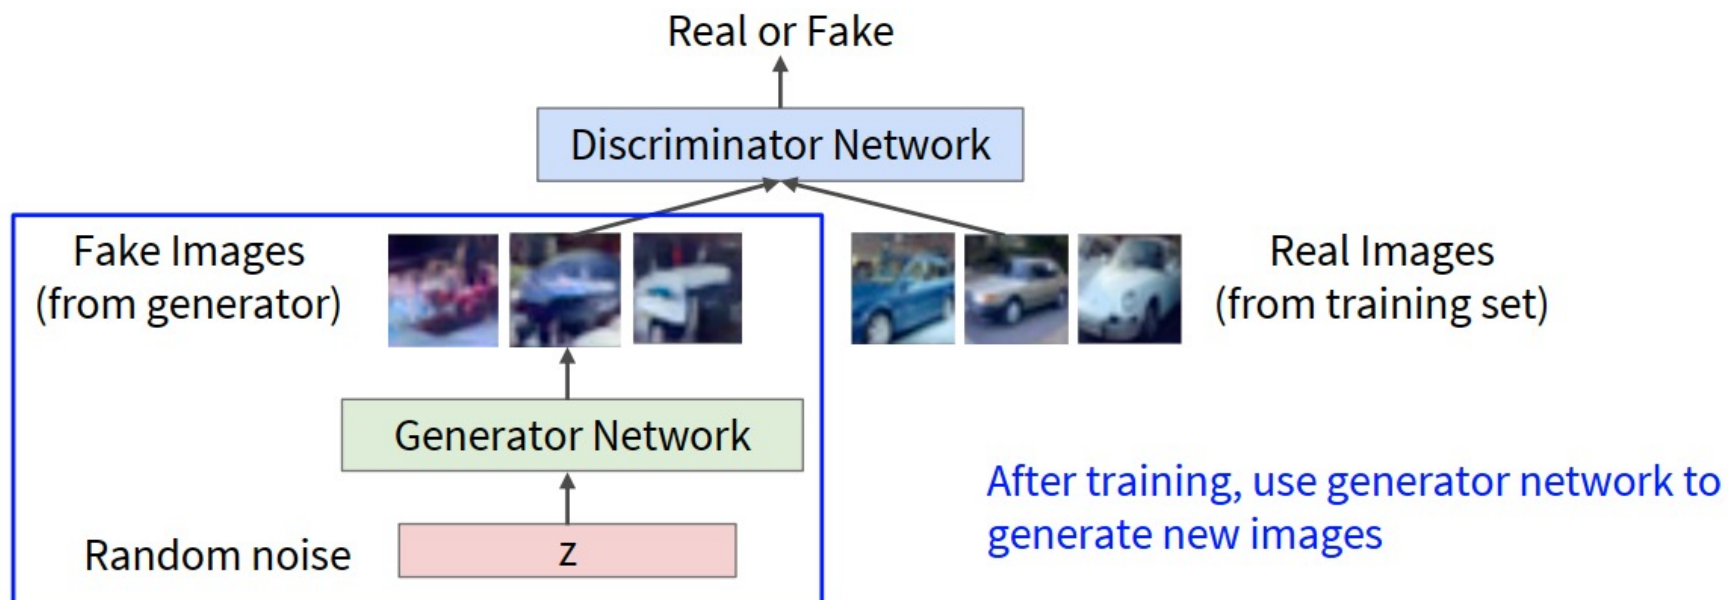 Real or Fake
Discriminator Network
Fake Images
(from generator)
Real Images
(from training set)
Generator Network
After training, use generator network to
generate new images
Random noise
z